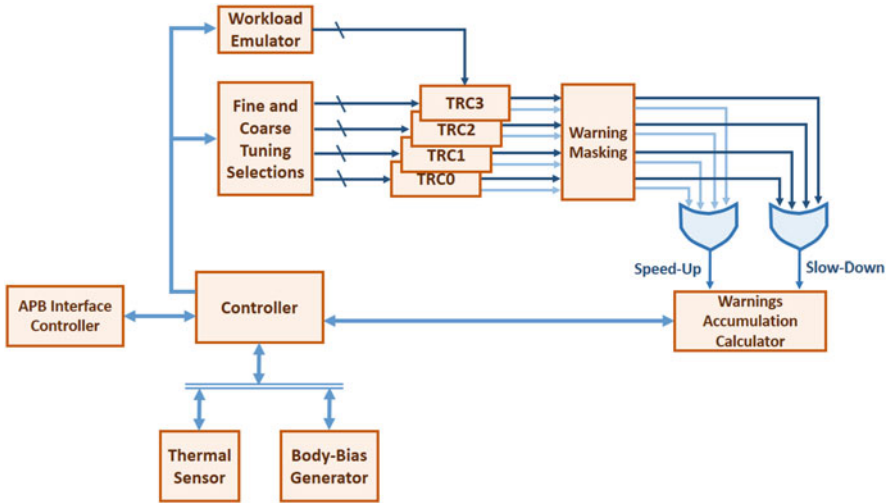 Workload
Emulator
Fine and
Coarse
Tuning
Selections
TRC3
TRC2
TRC1
TRC0
Warning
Masking
Speed-Up
Slow-Down
APB Interface
Controller
Controller
Warnings
Accumulation
Calculator
Thermal
Sensor
Body-Bias
Generator